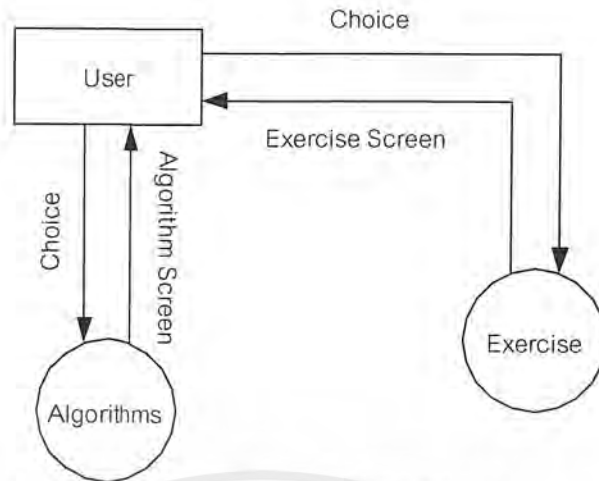 Choice
User
Exercise Screen
Choice
Algorithm Screen
Exercise
Algorithms